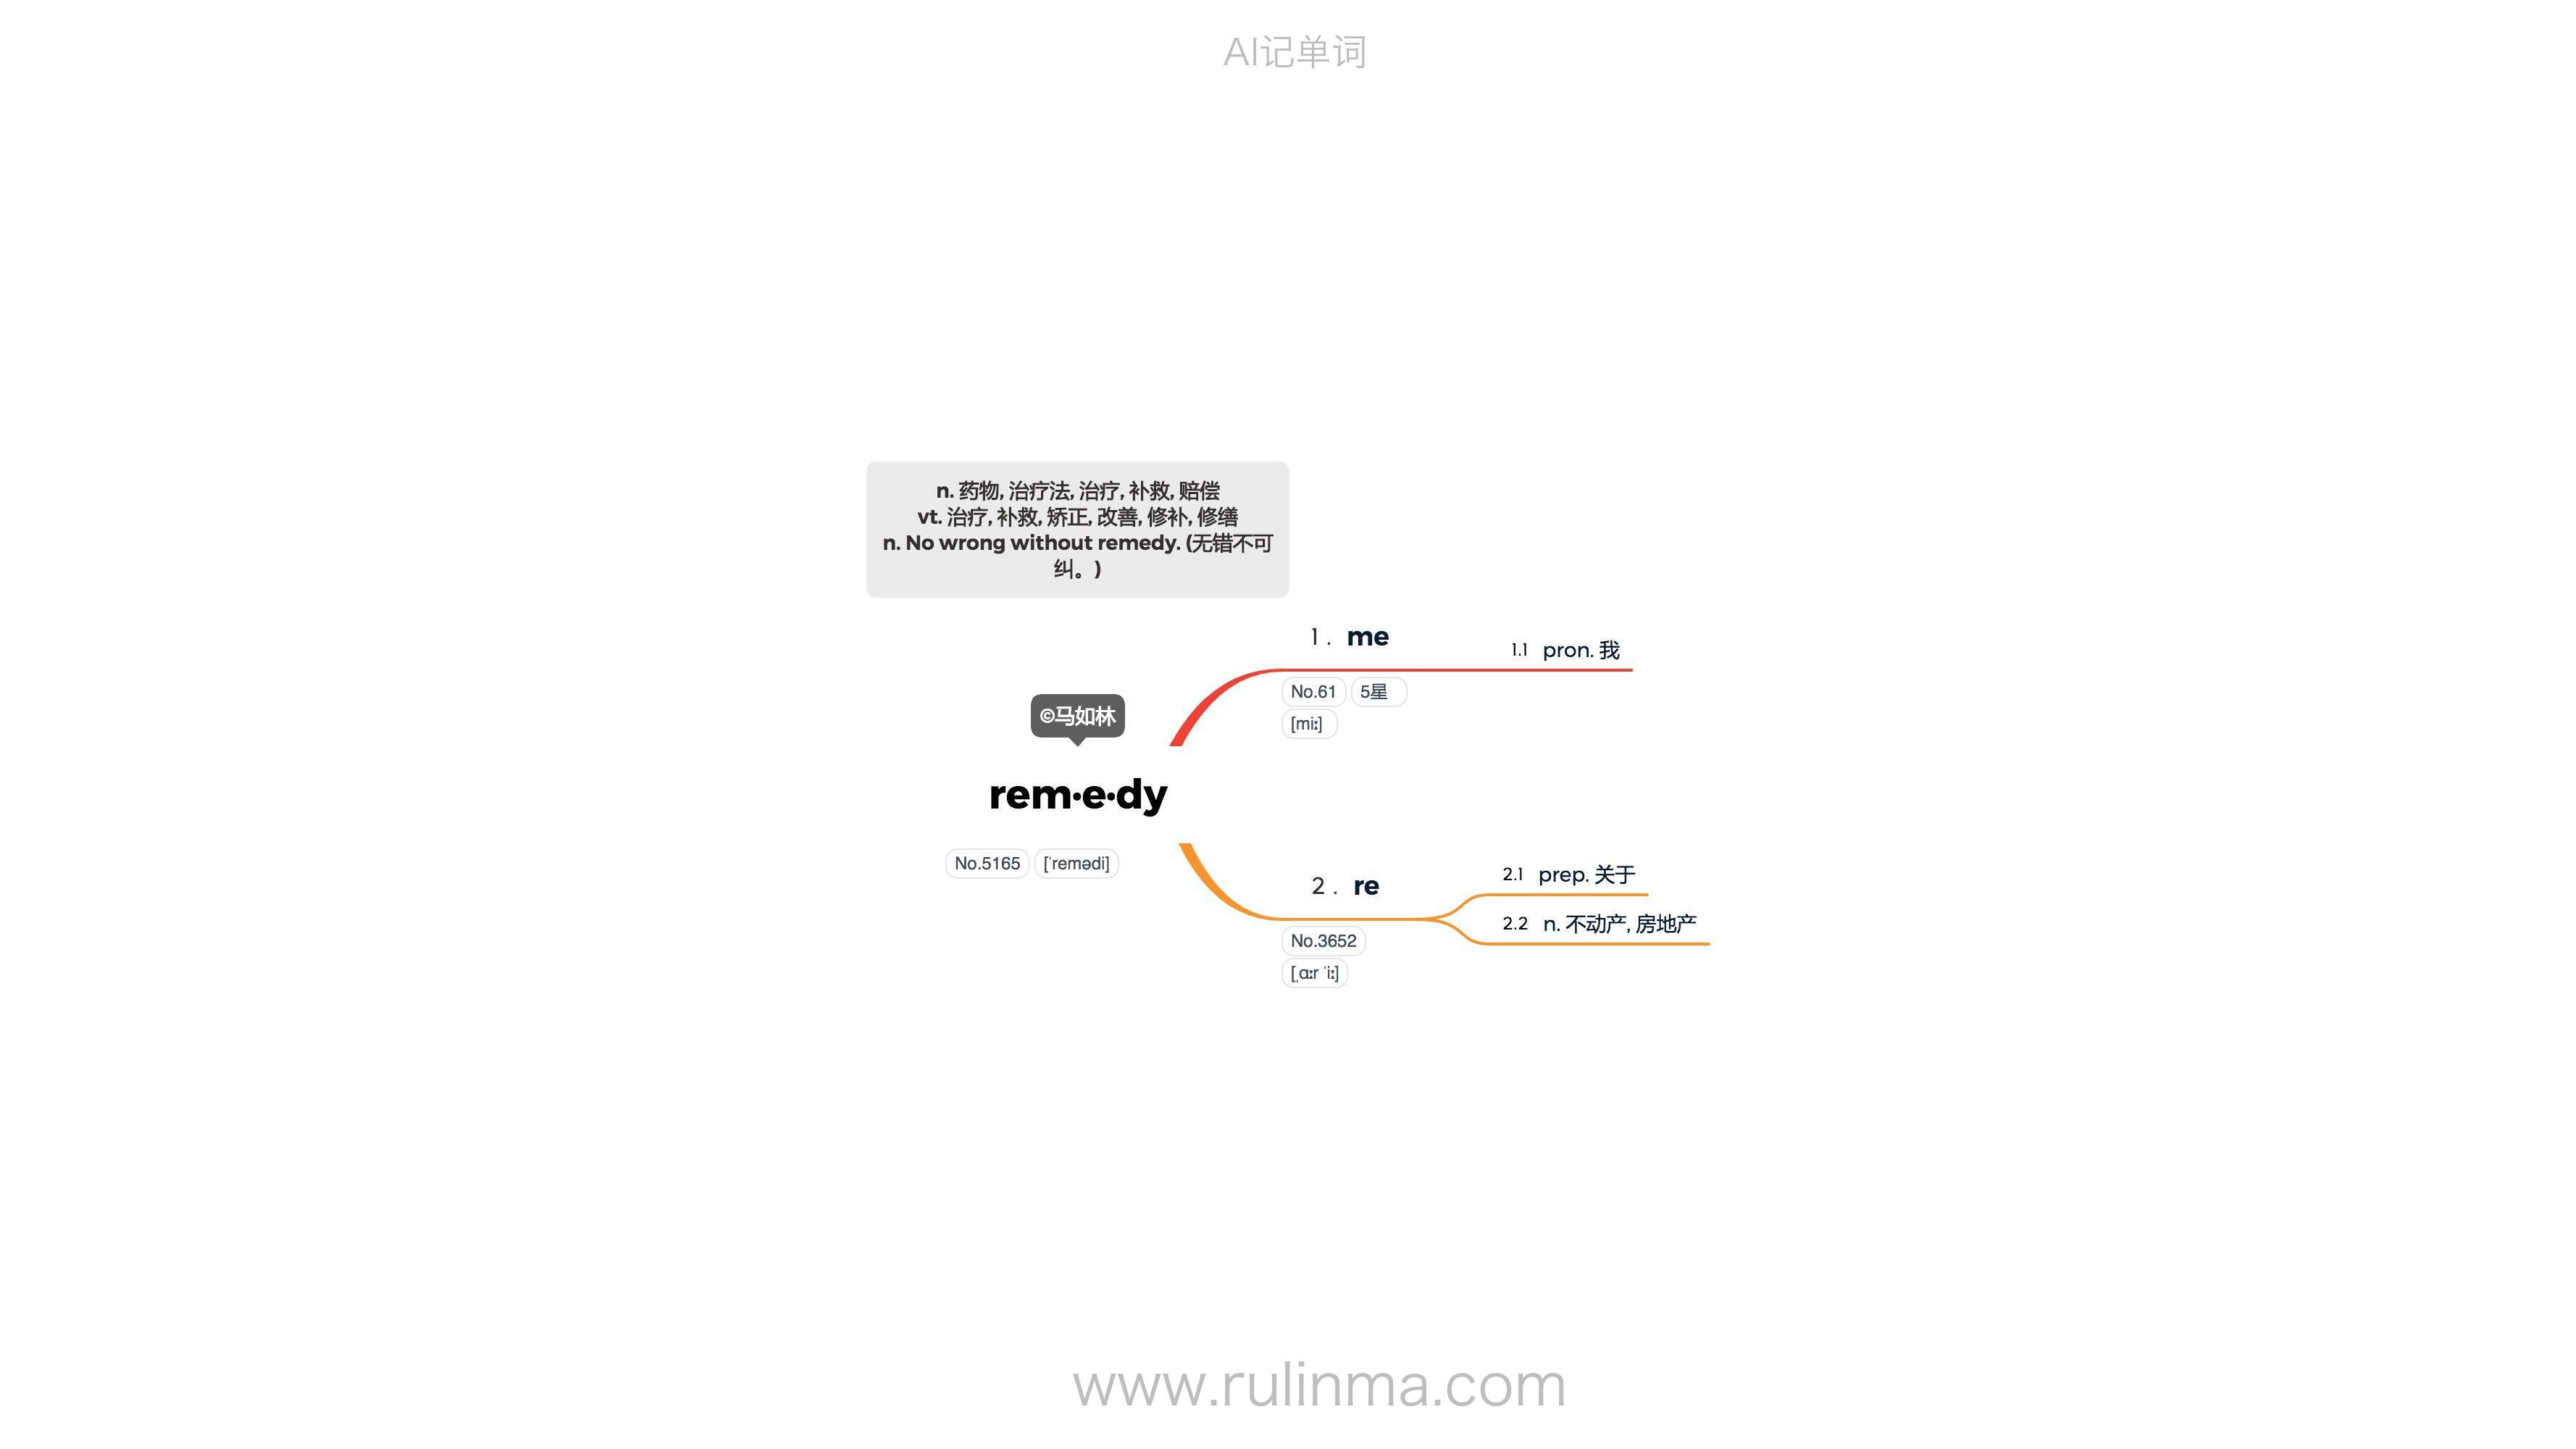 AI记单词
n. 药物, 治疗法, 治疗, 补救, 赔偿
vt. 治疗, 补救, 矫正, 改善, 修补, 修缮
n. No wrong without remedy. (无错不可
纠。)
1 . me
1.1 pron. 我
No.61 5星
[miː]
©马如林
rem·e·dy
No.5165 [ˈremədi]
2 . re
2.1 prep. 关于
2.2 n. 不动产, 房地产
No.3652
[ˌɑːr ˈiː]
www.rulinma.com